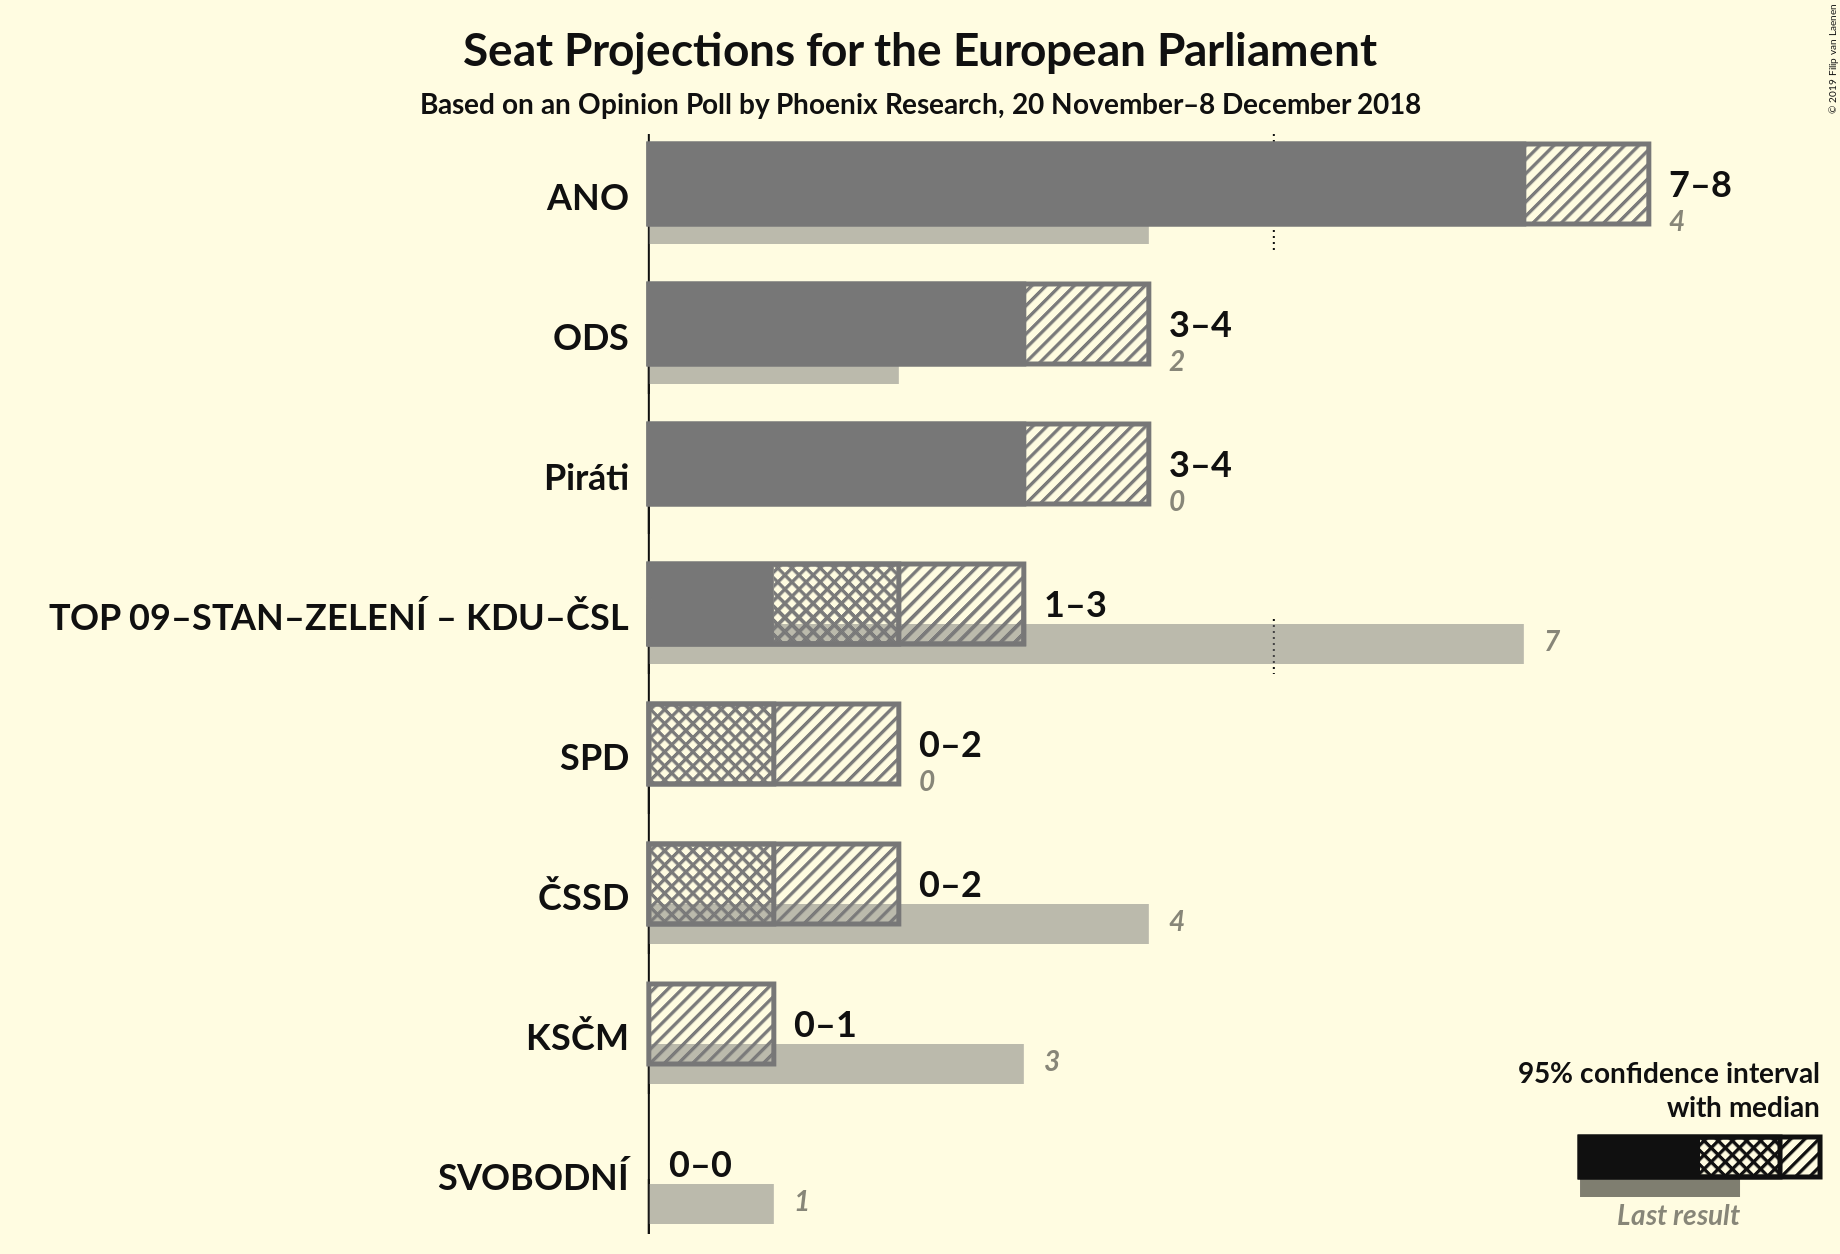 Seat Projections for the European Parliament
Based on an Opinion Poll by Phoenix Research, 20 November–8 December 2018
© 2019 Filip van Laenen
ANO
7–8
4
ODS
3–4
2
Piráti
3–4
0
TOP 09–STAN–ZELENÍ – KDU–ČSL
1–3
7
SPD
0–2
0
ČSSD
0–2
4
KSČM
0–1
3
SVOBODNÍ
0–0
1
95% confidence interval
with median
Last result